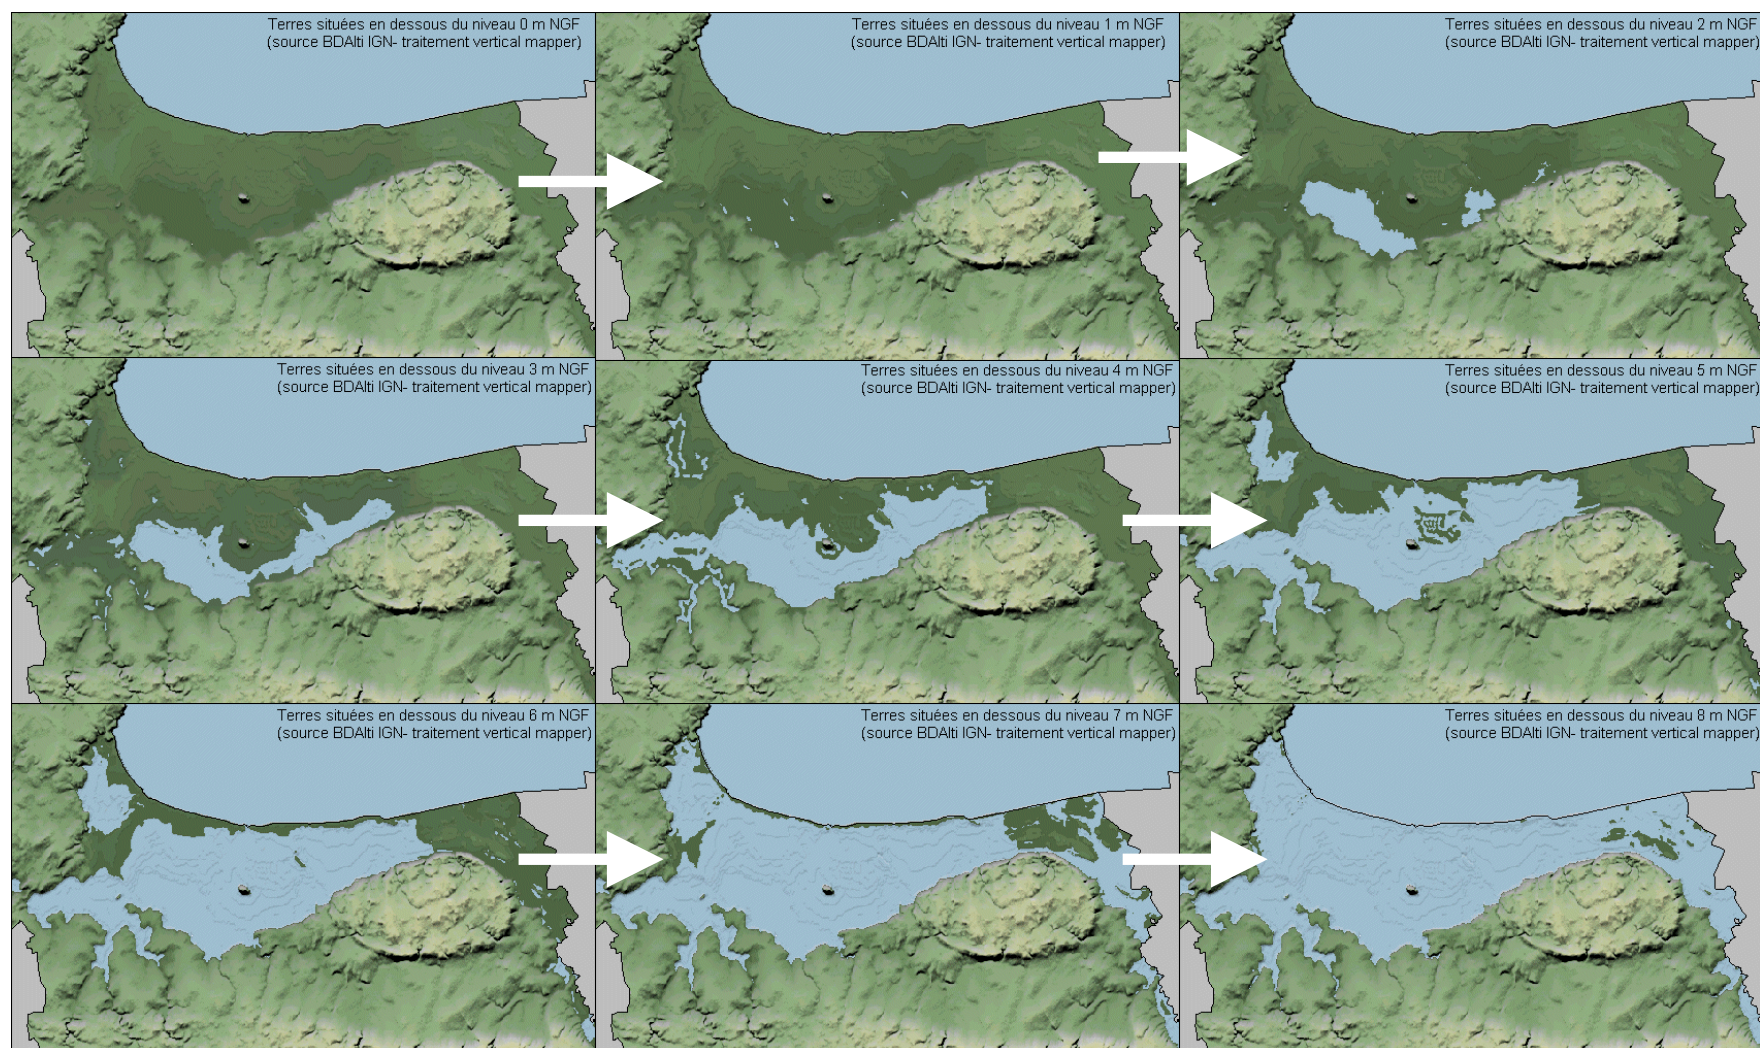 Terres situées en dessous du niveau 0 m NGF
(source BDAlti IGN- traitement vertical mapper)
Terres situées en dessous du niveau 1 m NGF
(source BDAlti IGN- traitement vertical mapper)
Terres situées en dessous du niveau 2 m NGF
(source BDAlti IGN- traitement vertical mapper)
Terres situées en dessous du niveau 3 m NGF
(source BDAlti IGN- traitement vertical mapper)
Terres situées en dessous du niveau 4 m NGF
(source BDAlti IGN- traitement vertical mapper)
Terres situées en dessous du niveau 5 m NGF
(source BDAlti IGN- traitement vertical mapper)
Terres situées en dessous du niveau 6 m NGF
(source BDAlti IGN- traitement vertical mapper)
Terres situées en dessous du niveau 7 m NGF
(source BDAlti IGN- traitement vertical mapper)
Terres situées en dessous du niveau 8 m NGF
(source BDAlti IGN- traitement vertical mapper)